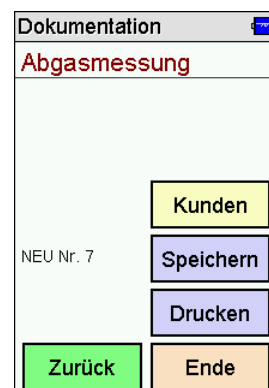 Dokumentation
Abgasmessung
Kunden
NEU Nr. 7
Speichern
Drucken
Zurück
Ende